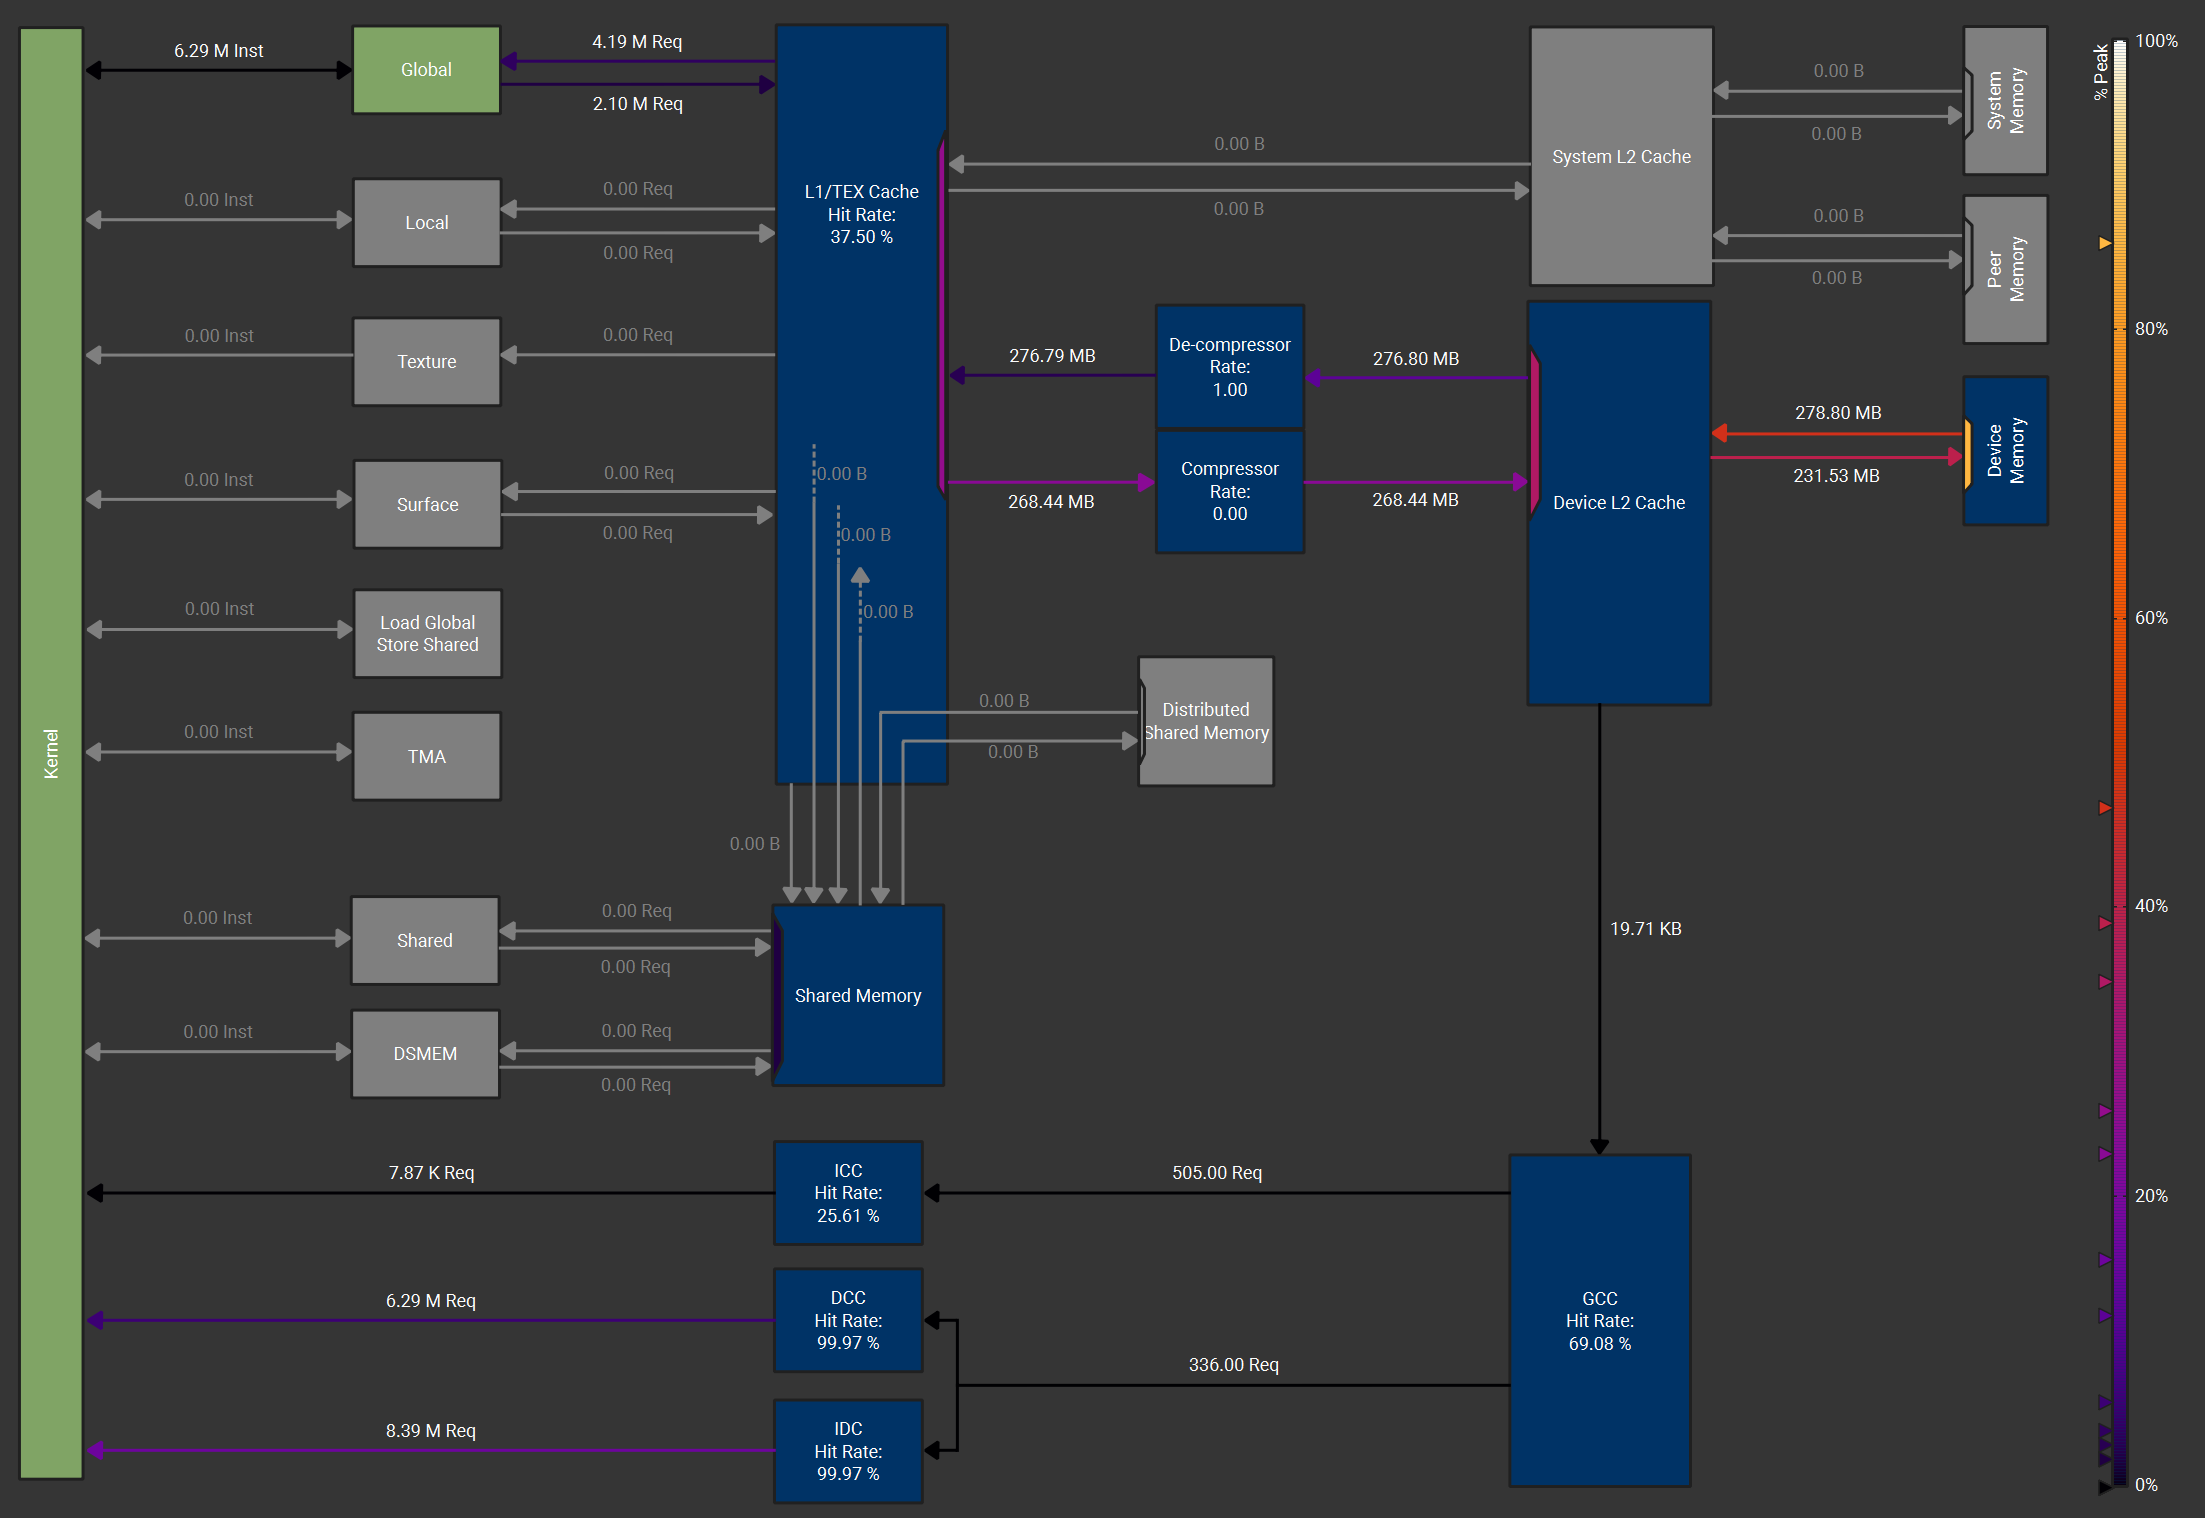 Kernel
6.29 M Inst
Global
4.19 M Req
2.10 M Req
0.00 Inst
Local
0.00 Req
0.00 Req
0.00 Inst
Texture
0.00 Req
0.00 Inst
Surface
0.00 Req
0.00 Req
0.00 Inst
Load Global
Store Shared
0.00 Inst
TMA
0.00 Inst
Shared
0.00 Req
0.00 Req
0.00 Inst
DSMEM
0.00 Req
0.00 Req
L1/TEX Cache
Hit Rate:
37.50 %
0.00 B
0.00 B
0.00 B
0.00 B
Shared Memory
0.00 B
0.00 B
Distributed
Shared Memory
0.00 B
0.00 B
System L2 Cache
0.00 B
0.00 B
System
Memory
0.00 B
0.00 B
Peer
Memory
276.79 MB
De-compressor
Rate:
1.00
276.80 MB
268.44 MB
Compressor
Rate:
0.00
268.44 MB
Device L2 Cache
278.80 MB
231.53 MB
Device
Memory
19.71 KB
7.87 K Req
ICC
Hit Rate:
25.61 %
505.00 Req
6.29 M Req
DCC
Hit Rate:
99.97 %
336.00 Req
8.39 M Req
IDC
Hit Rate:
99.97 %
GCC
Hit Rate:
69.08 %
% Peak
100%
80%
60%
40%
20%
0%